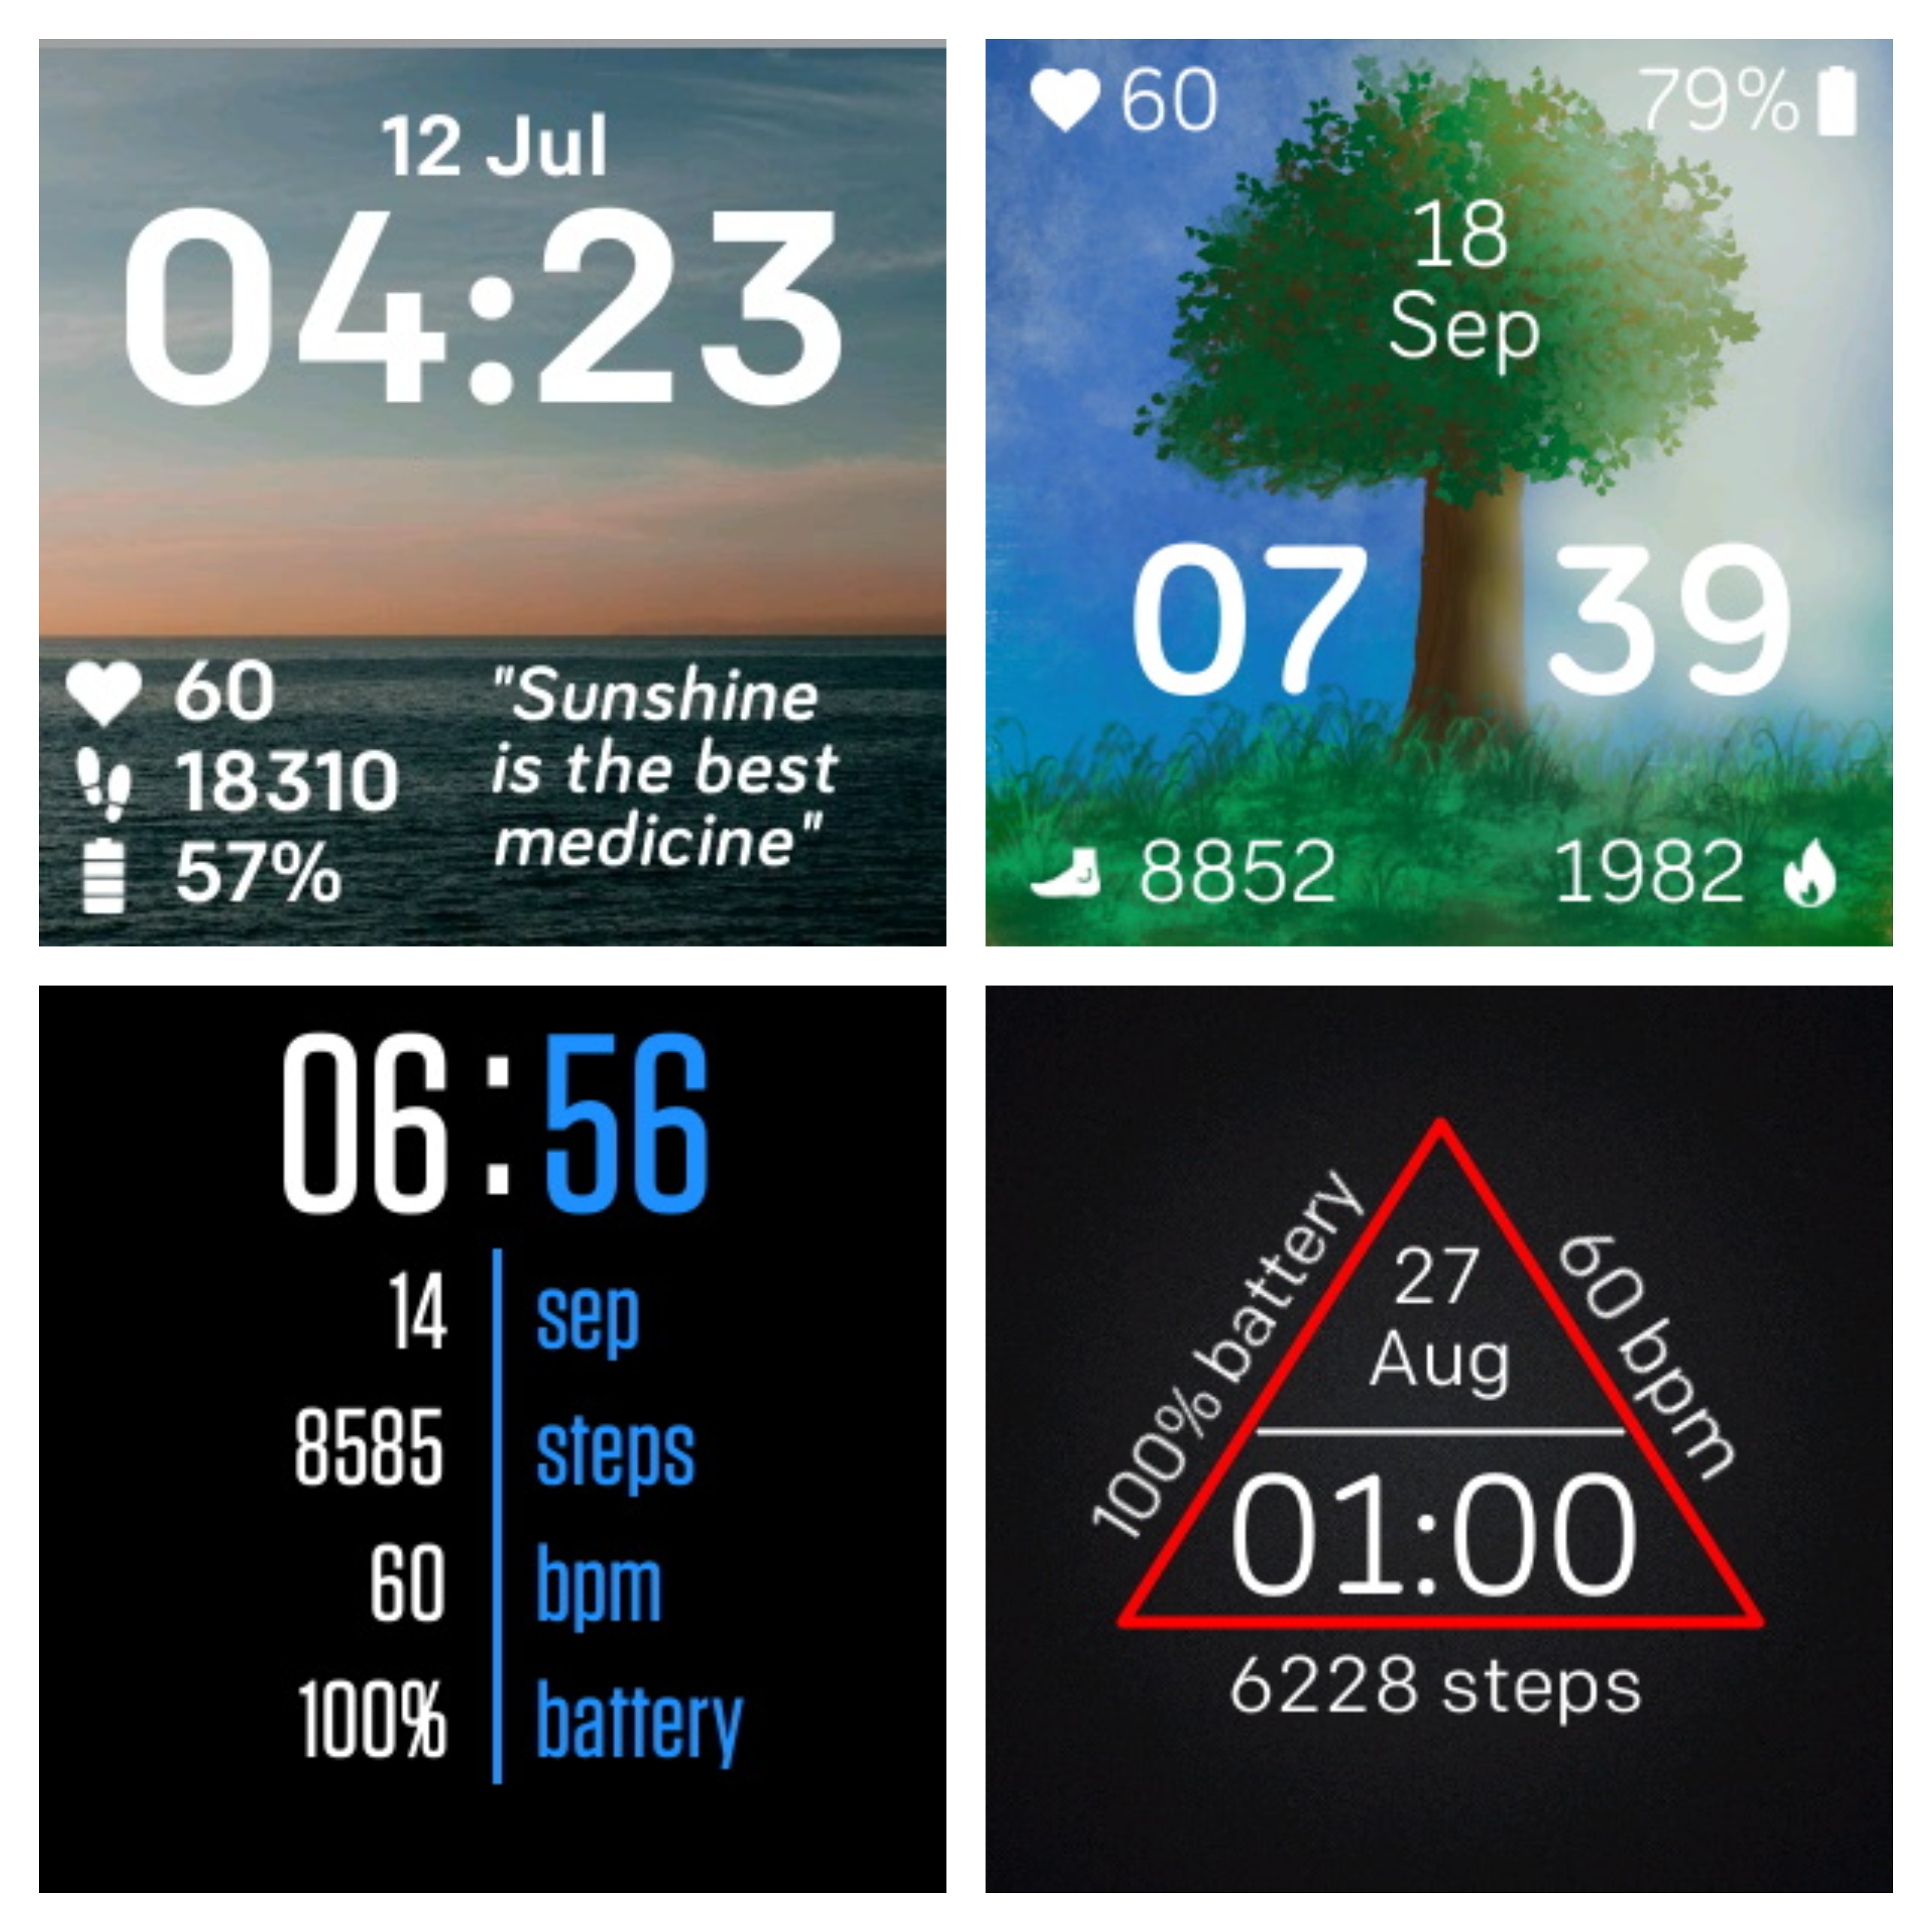 12 Jul
04:23
60
18310
57%
"Sunshine
is the best
medicine"
60
79%
18
Sep
07 39
8852
1982
06:56
14 sep
8585 steps
60 bpm
100% battery
100% battery
60 bpm
27
Aug
01:00
6228 steps